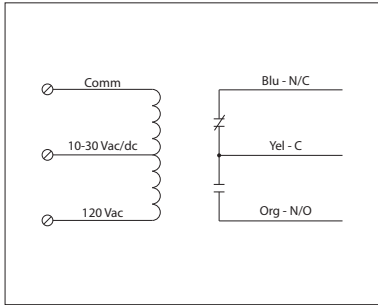 Comm
Blu - N/C
10-30 Vac/dc
Yel - C
120 Vac
Org - N/O